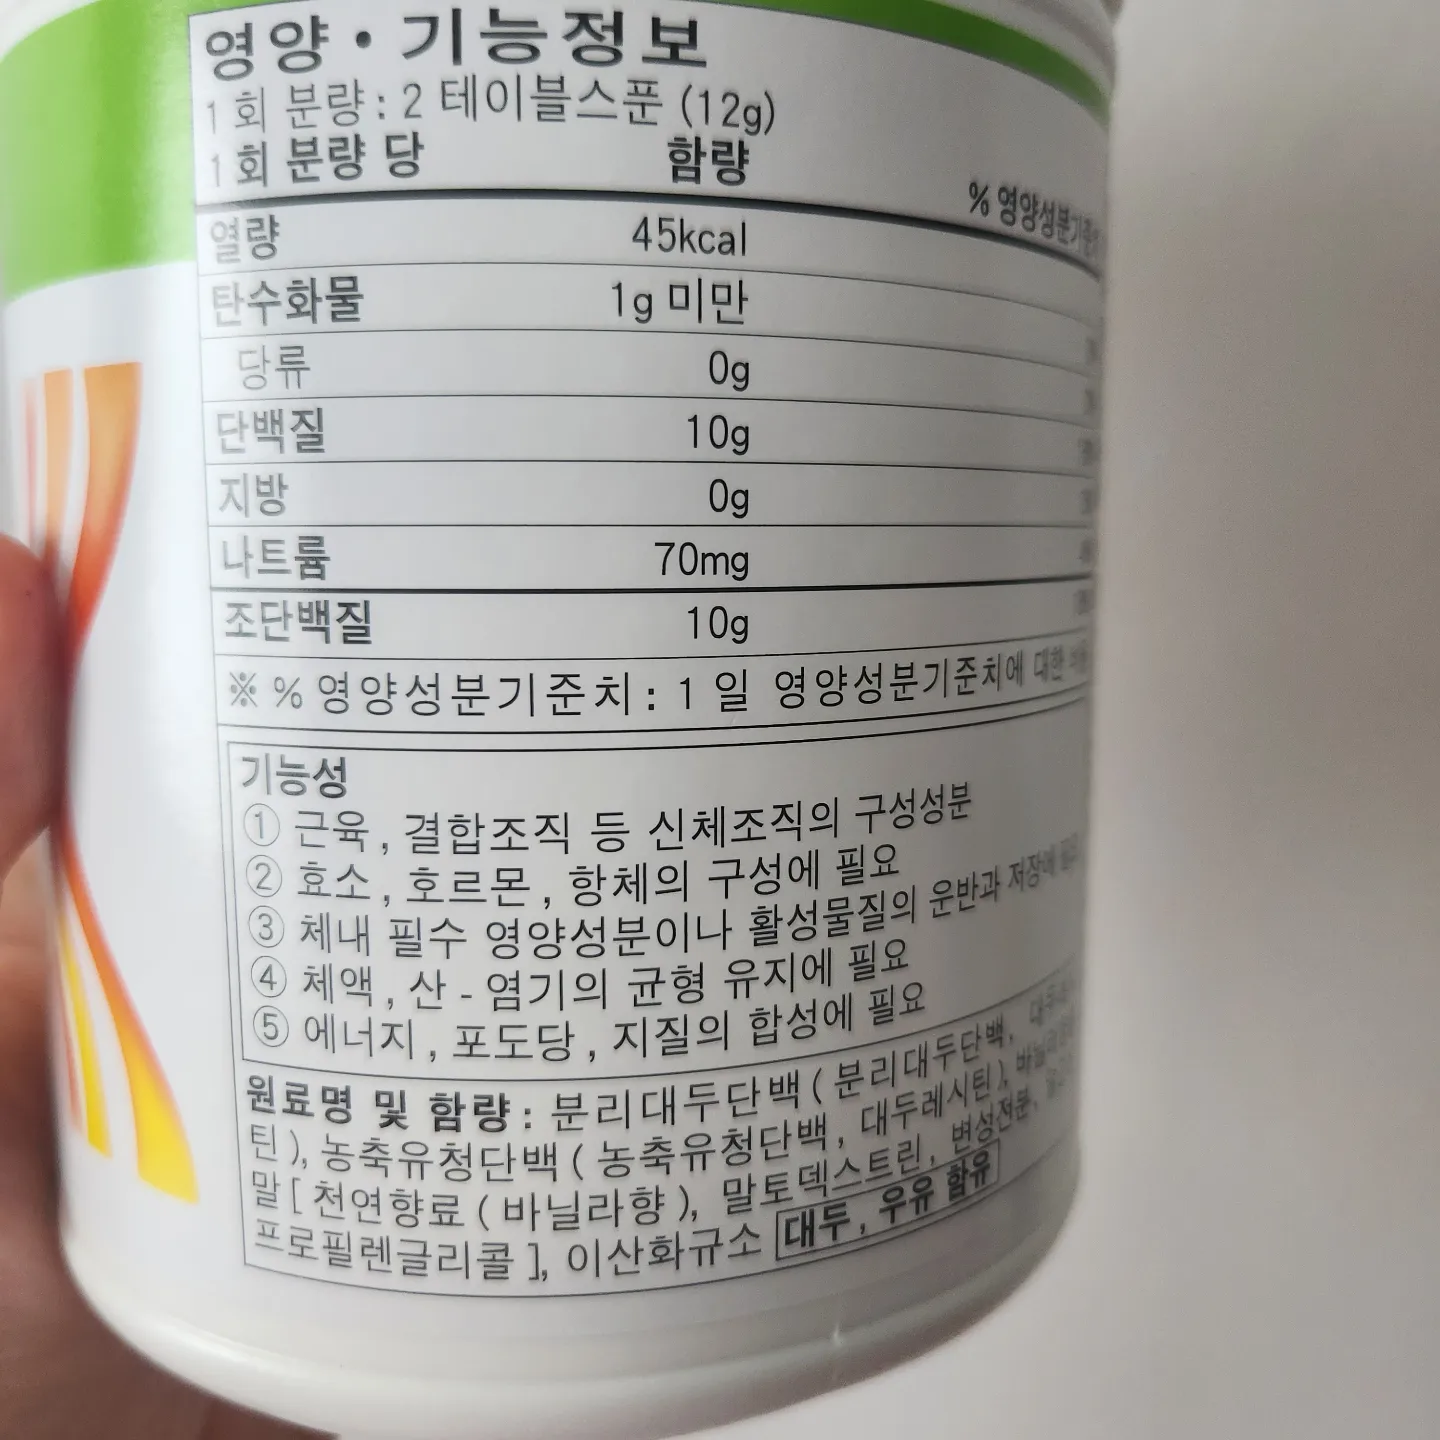 영양·기능정보
1회 분량 : 2 테이블스푼 (12g)
1회 분량 당 함량 % 영양성분기준치
열량 45kcal
탄수화물 1g 미만
당류 0g
단백질 10g
지방 0g
나트륨 70mg
조단백질 10g
※ % 영양성분기준치 : 1일 영양성분기준치에 대한
기능성
① 근육, 결합조직 등 신체조직의 구성성분
② 효소, 호르몬, 항체의 구성에 필요
③ 체내 필수 영양성분이나 활성물질의 운반과 저장에
④ 체액, 산-염기의 균형 유지에 필요
⑤ 에너지, 포도당, 지질의 합성에 필요
원료명 및 함량 : 분리대두단백 ( 분리대두단백,
틴 ), 농축유청단백 ( 농축유청단백, 대두레시틴 ),
말 [ 천연향료 ( 바닐라향 ), 말토덱스트린, 변성전분,
프로필렌글리콜 ], 이산화규소 대두, 우유 함유